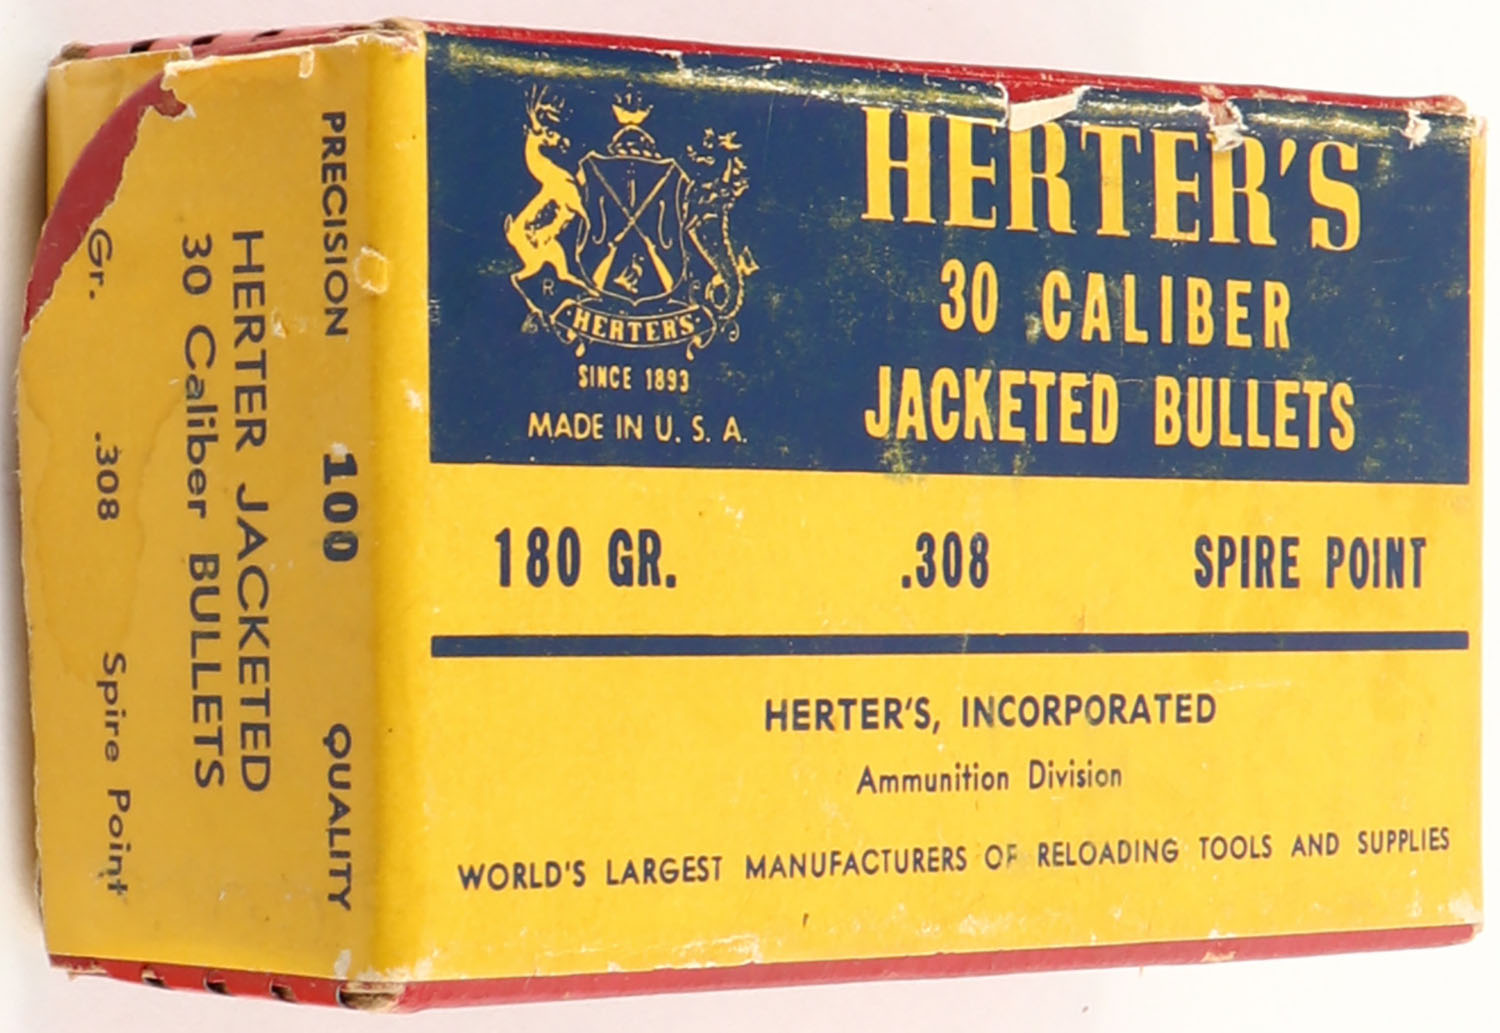 HERTER'S
30 CALIBER
JACKETED BULLETS
HERTER'S
SINCE 1893
MADE IN U. S. A.
180 GR. .308 SPIRE POINT
HERTER'S, INCORPORATED
Ammunition Division
WORLD'S LARGEST MANUFACTURERS OF RELOADING TOOLS AND SUPPLIES
PRECISION 100 QUALITY
HERTER JACKETED
30 Caliber BULLETS
Gr. .308 Spire Point